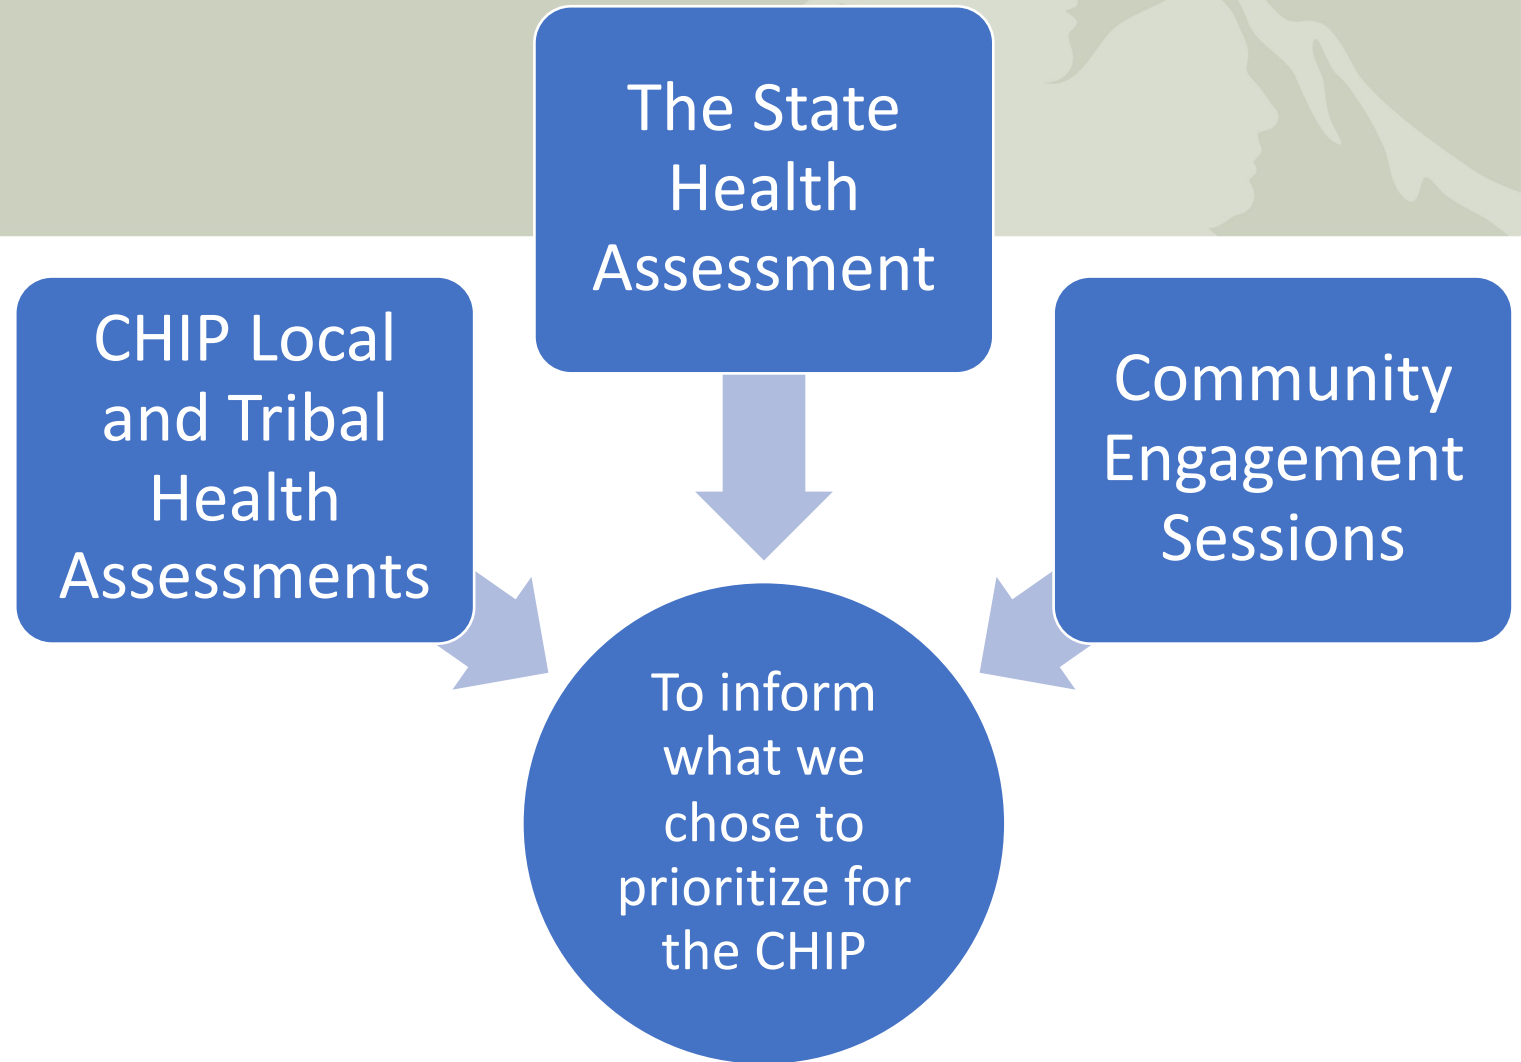 The State
Health
Assessment
CHIP Local
and Tribal
Health
Assessments
Community
Engagement
Sessions
To inform
what we
chose to
prioritize for
the CHIP